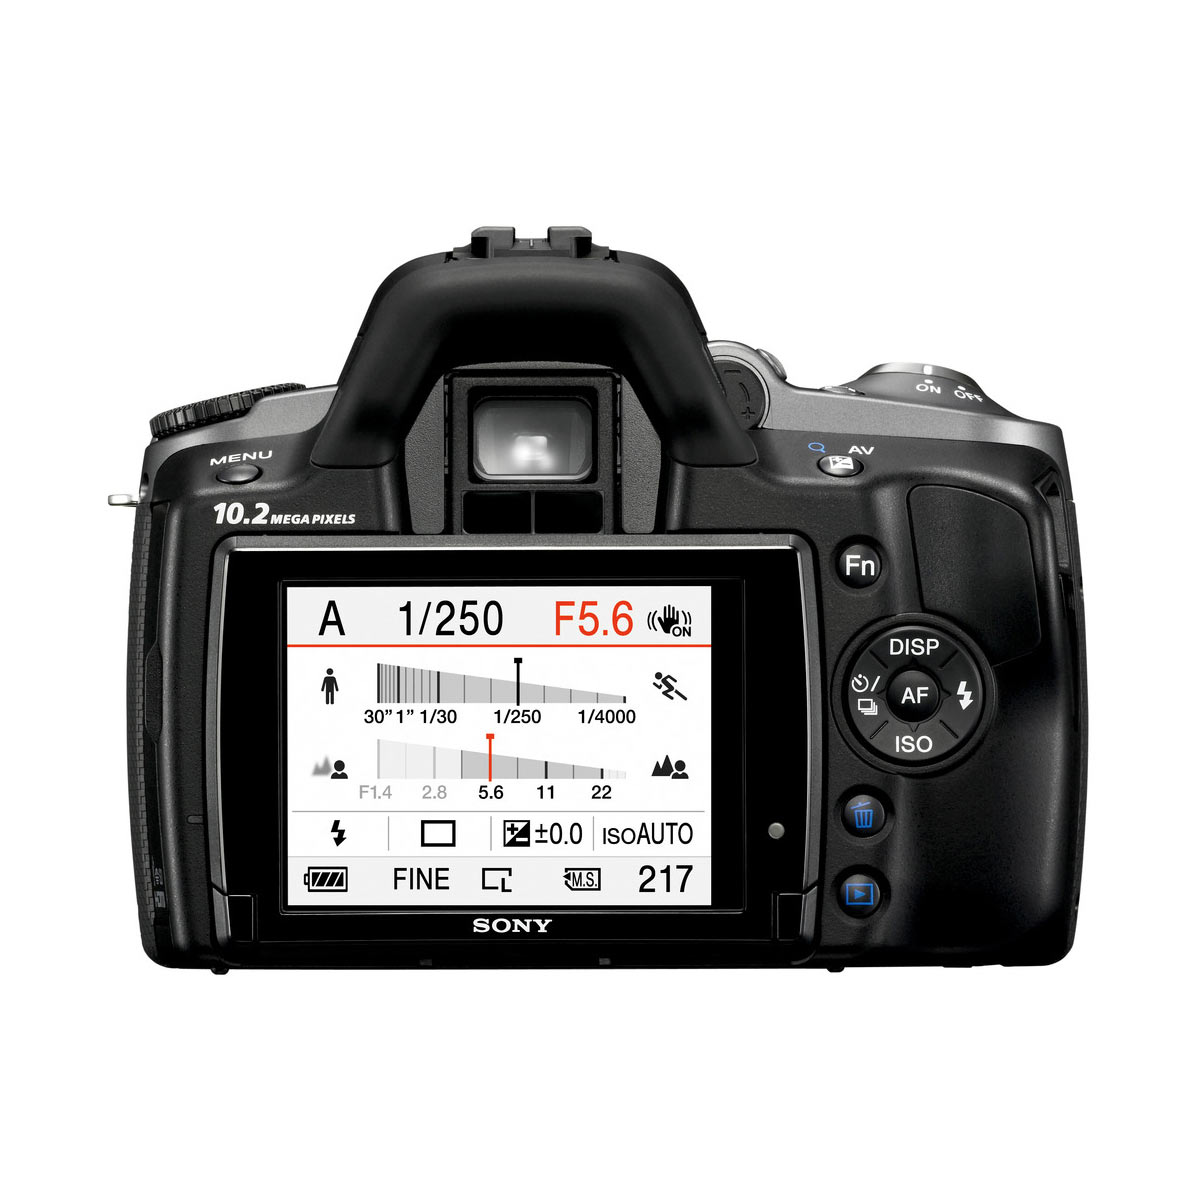 ON OFF
AV
MENU
10.2 MEGA PIXELS
Fn
A 1/250 F5.6 ON
30” 1” 1/30 1/250 1/4000
F1.4 2.8 5.6 11 22
±0.0 ISO AUTO
FINE L M.S. 217
DISP
AF
ISO
SONY